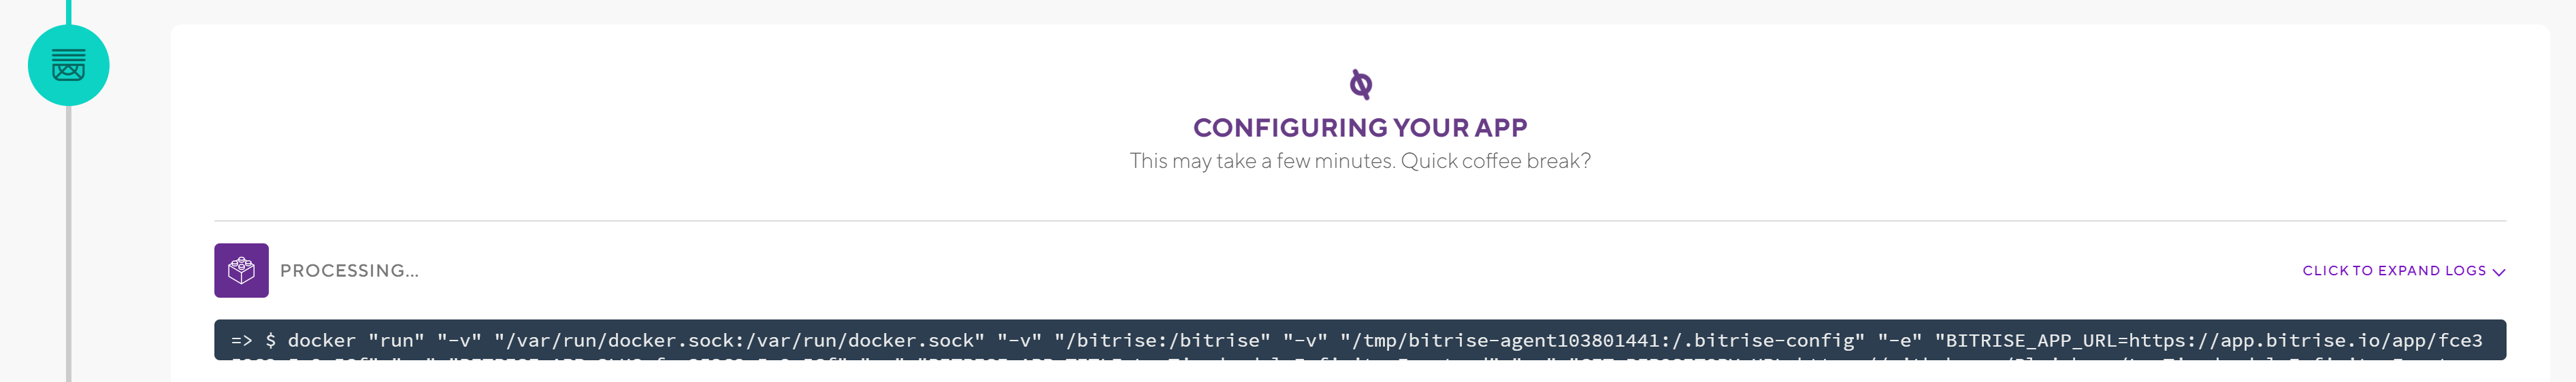 CONFIGURING YOUR APP
This may take a few minutes. Quick coffee break?
PROCESSING...
CLICK TO EXPAND LOGS
=> $ docker "run" "-v" "/var/run/docker.sock:/var/run/docker.sock" "-v" "/bitrise:/bitrise" "-v" "/tmp/bitrise-agent103801441:/.bitrise-config" "-e" "BITRISE_APP_URL=https://app.bitrise.io/app/fce3